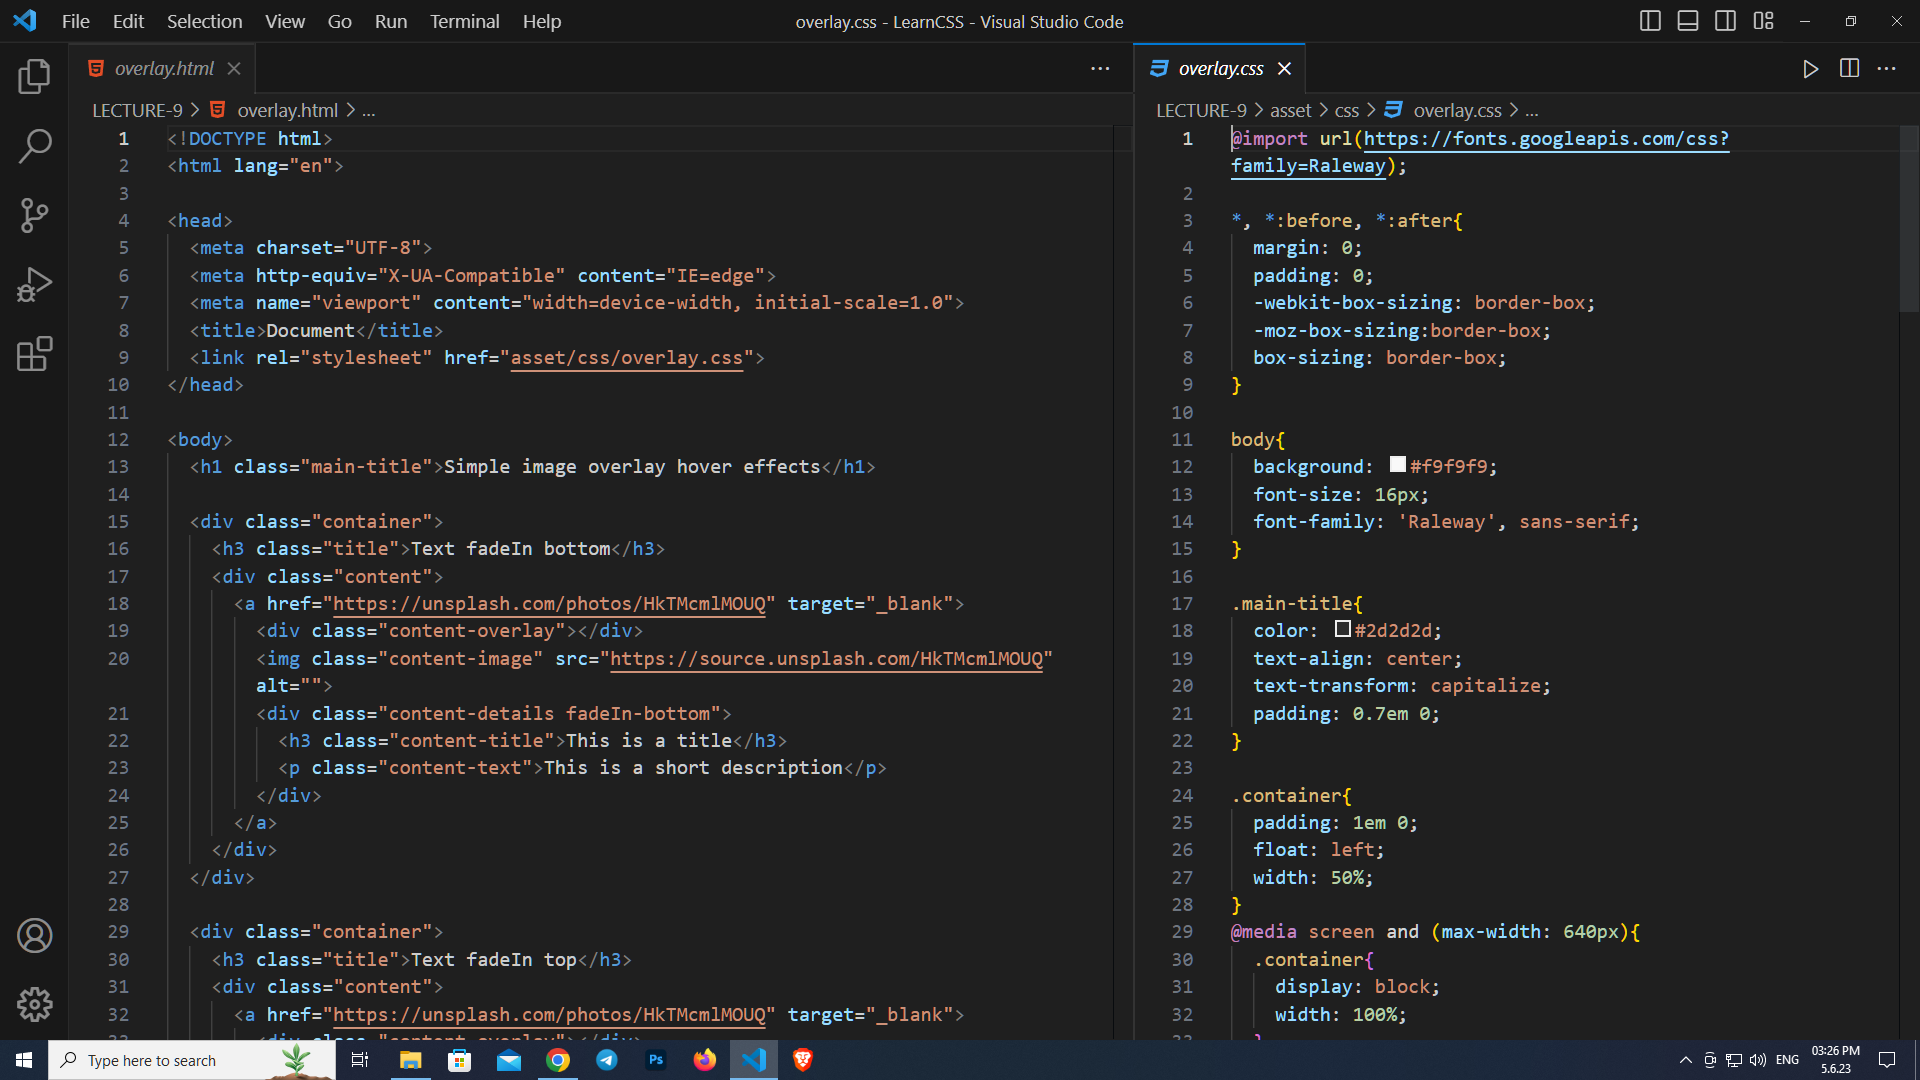 File Edit Selection View Go Run Terminal Help
overlay.css - LearnCSS - Visual Studio Code
overlay.html
LECTURE-9 > overlay.html > ...
1 <!DOCTYPE html>
2 <html lang="en">
3
4 <head>
5 <meta charset="UTF-8">
6 <meta http-equiv="X-UA-Compatible" content="IE=edge">
7 <meta name="viewport" content="width=device-width, initial-scale=1.0">
8 <title>Document</title>
9 <link rel="stylesheet" href="asset/css/overlay.css">
10 </head>
11
12 <body>
13 <h1 class="main-title">Simple image overlay hover effects</h1>
14
15 <div class="container">
16 <h3 class="title">Text fadeIn bottom</h3>
17 <div class="content">
18 <a href="https://unsplash.com/photos/HkTMcmlMOUQ" target="_blank">
19 <div class="content-overlay"></div>
20 <img class="content-image" src="https://source.unsplash.com/HkTMcmlMOUQ"
alt="">
21 <div class="content-details fadeIn-bottom">
22 <h3 class="content-title">This is a title</h3>
23 <p class="content-text">This is a short description</p>
24 </div>
25 </a>
26 </div>
27 </div>
28
29 <div class="container">
30 <h3 class="title">Text fadeIn top</h3>
31 <div class="content">
32 <a href="https://unsplash.com/photos/HkTMcmlMOUQ" target="_blank">
33 <div class="content-overlay"></div>
overlay.css
LECTURE-9 > asset > css > overlay.css > ...
1 @import url(https://fonts.googleapis.com/css?
family=Raleway);
2
3 *, *:before, *:after{
4 margin: 0;
5 padding: 0;
6 -webkit-box-sizing: border-box;
7 -moz-box-sizing:border-box;
8 box-sizing: border-box;
9 }
10
11 body{
12 background: #f9f9f9;
13 font-size: 16px;
14 font-family: 'Raleway', sans-serif;
15 }
16
17 .main-title{
18 color: #2d2d2d;
19 text-align: center;
20 text-transform: capitalize;
21 padding: 0.7em 0;
22 }
23
24 .container{
25 padding: 1em 0;
26 float: left;
27 width: 50%;
28 }
29 @media screen and (max-width: 640px){
30 .container{
31 display: block;
32 width: 100%;
33 }
Type here to search
Ps
ENG
03:26 PM
5.6.23